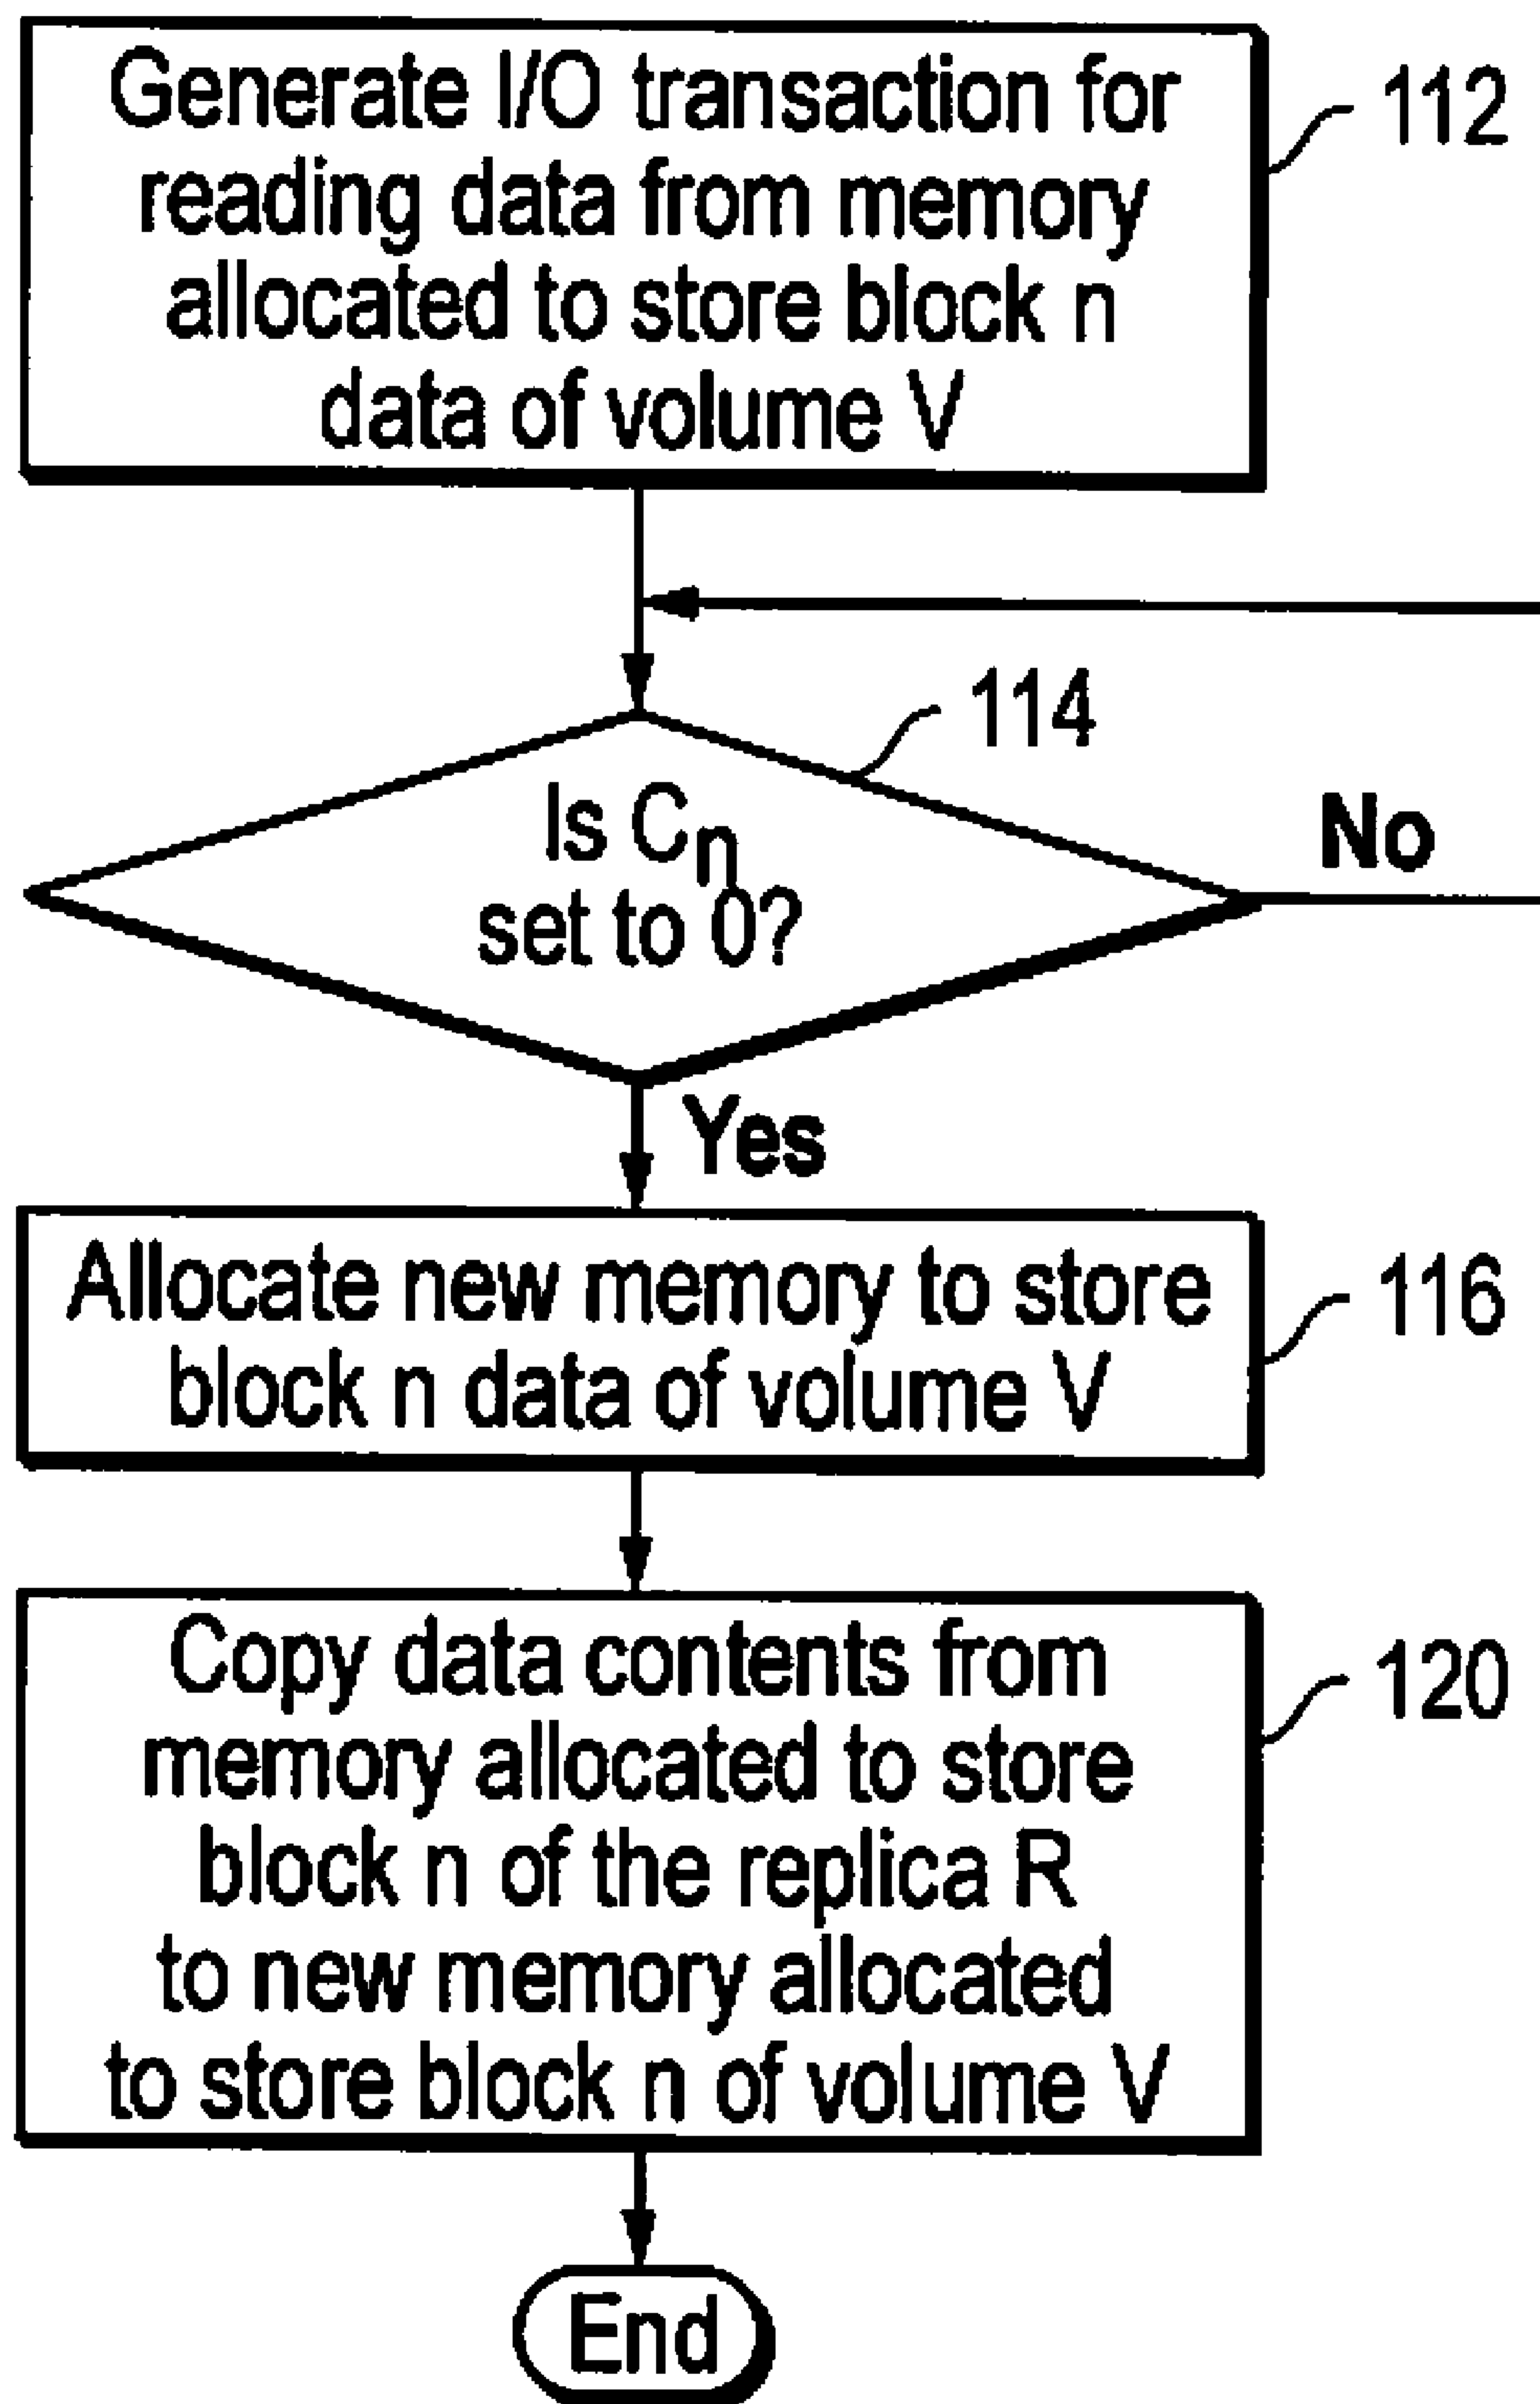 Generate I/O transaction for
reading data from memory
allocated to store block n
data of volume V
112
114
Is Cn
set to 0?
No
Yes
Allocate new memory to store
block n data of volume V
116
Copy data contents from
memory allocated to store
block n of the replica R
to new memory allocated
to store block n of volume V
120
End